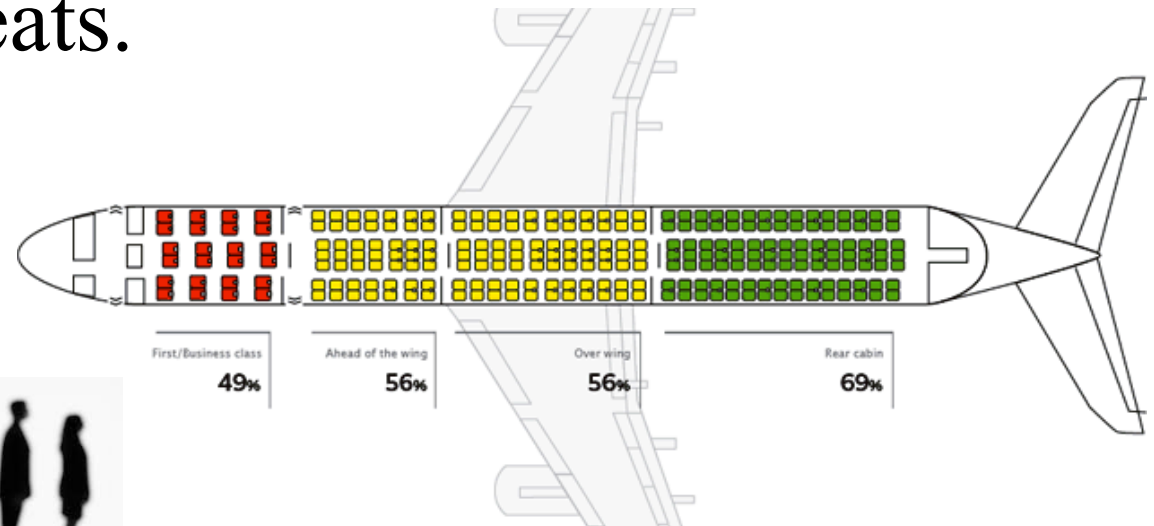 eats.
First/Business class
49%
Ahead of the wing
56%
Over wing
56%
Rear cabin
69%